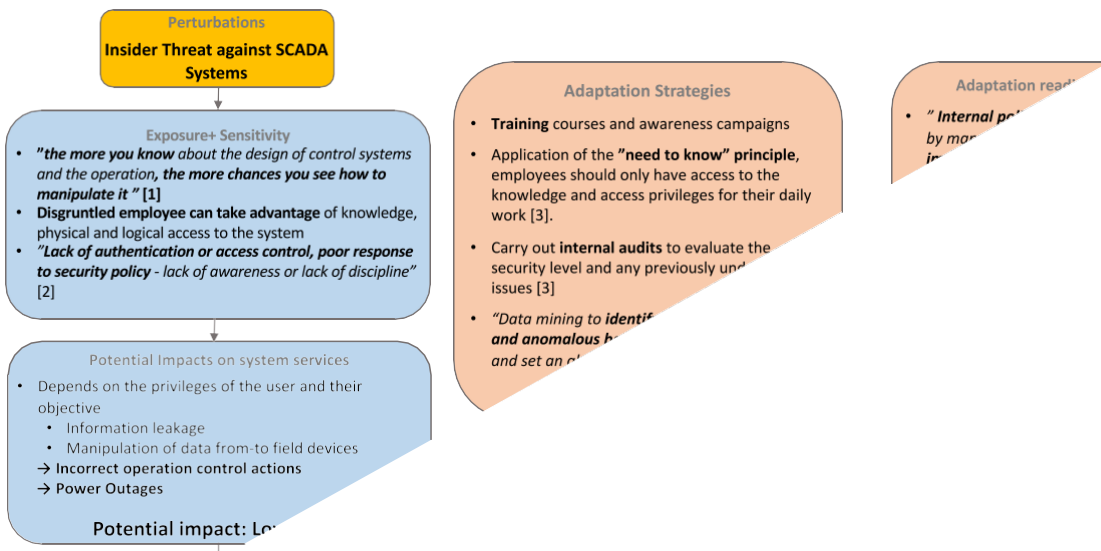 Perturbations
Insider Threat against SCADA
Systems
Exposure+ Sensitivity
• ”the more you know about the design of control systems
and the operation, the more chances you see how to
manipulate it ” [1]
• Disgruntled employee can take advantage of knowledge,
physical and logical access to the system
• ”Lack of authentication or access control, poor response
to security policy - lack of awareness or lack of discipline”
[2]
Potential Impacts on system services
• Depends on the privileges of the user and their
objective
• Information leakage
• Manipulation of data from-to field devices
→ Incorrect operation control actions
→ Power Outages
Potential impact:
Adaptation Strategies
• Training courses and awareness campaigns
• Application of the ”need to know” principle,
employees should only have access to the
knowledge and access privileges for their daily
work [3].
• Carry out internal audits to evaluate the
security level and any previously
issues [3]
• “Data mining to
and anomalous
and set an
Adaptation
• ” Internal
by